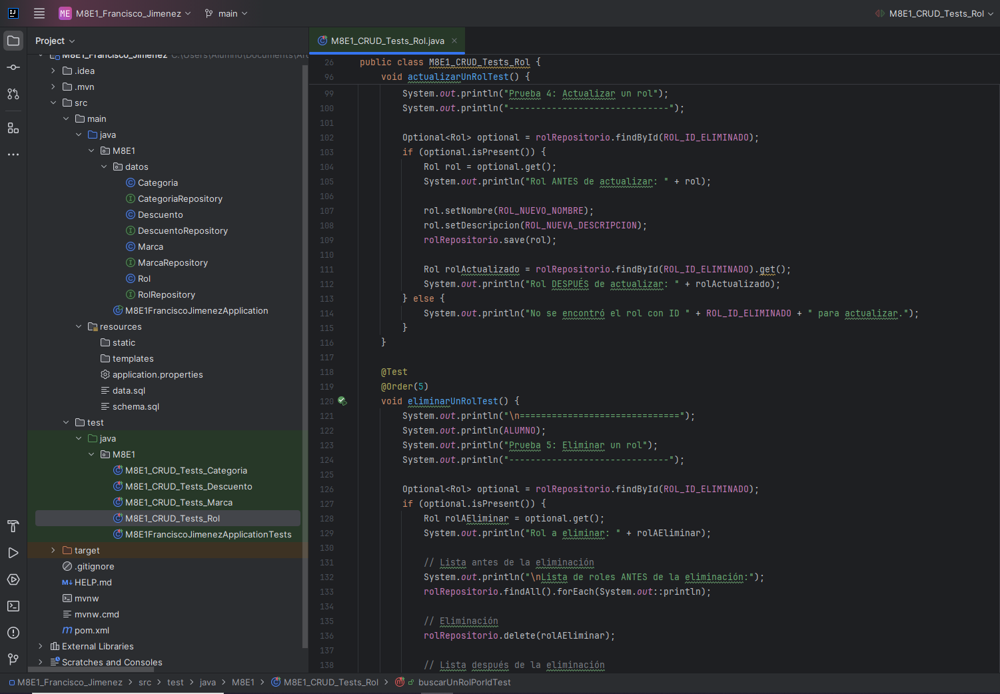 ME M8E1_Francisco_Jimenez main M8E1_CRUD_Tests_Rol
Project
M8E1_Francisco_Jimenez C:\Users\Alumno\Documents\
.idea
.mvn
src
main
java
M8E1
datos
Categoria
CategoriaRepository
Descuento
DescuentoRepository
Marca
MarcaRepository
Rol
RolRepository
M8E1FranciscoJimenezApplication
resources
static
templates
application.properties
data.sql
schema.sql
test
java
M8E1
M8E1_CRUD_Tests_Categoria
M8E1_CRUD_Tests_Descuento
M8E1_CRUD_Tests_Marca
M8E1_CRUD_Tests_Rol
M8E1FranciscoJimenezApplicationTests
target
.gitignore
HELP.md
mvnw
mvnw.cmd
pom.xml
External Libraries
Scratches and Consoles
M8E1_CRUD_Tests_Rol.java
26 public class M8E1_CRUD_Tests_Rol {
96 void actualizarUnRolTest() {
99 System.out.println("Prueba 4: Actualizar un rol");
100 System.out.println("------------------------------");
101
102 Optional<Rol> optional = rolRepositorio.findById(ROL_ID_ELIMINADO);
103 if (optional.isPresent()) {
104 Rol rol = optional.get();
105 System.out.println("Rol ANTES de actualizar: " + rol);
106
107 rol.setNombre(ROL_NUEVO_NOMBRE);
108 rol.setDescripcion(ROL_NUEVA_DESCRIPCION);
109 rolRepositorio.save(rol);
110
111 Rol rolActualizado = rolRepositorio.findById(ROL_ID_ELIMINADO).get();
112 System.out.println("Rol DESPUÉS de actualizar: " + rolActualizado);
113 } else {
114 System.out.println("No se encontró el rol con ID " + ROL_ID_ELIMINADO + " para actualizar.");
115 }
116 }
117
118 @Test
119 @Order(5)
120 void eliminarUnRolTest() {
121 System.out.println("\n==============================");
122 System.out.println(ALUMNO);
123 System.out.println("Prueba 5: Eliminar un rol");
124 System.out.println("------------------------------");
125
126 Optional<Rol> optional = rolRepositorio.findById(ROL_ID_ELIMINADO);
127 if (optional.isPresent()) {
128 Rol rolAEliminar = optional.get();
129 System.out.println("Rol a eliminar: " + rolAEliminar);
130
131 // Lista antes de la eliminación
132 System.out.println("\nLista de roles ANTES de la eliminación:");
133 rolRepositorio.findAll().forEach(System.out::println);
134
135 // Eliminación
136 rolRepositorio.delete(rolAEliminar);
137
138 // Lista después de la eliminación
M8E1_Francisco_Jimenez > src > test > java > M8E1 > M8E1_CRUD_Tests_Rol > buscarUnRolPorIdTest